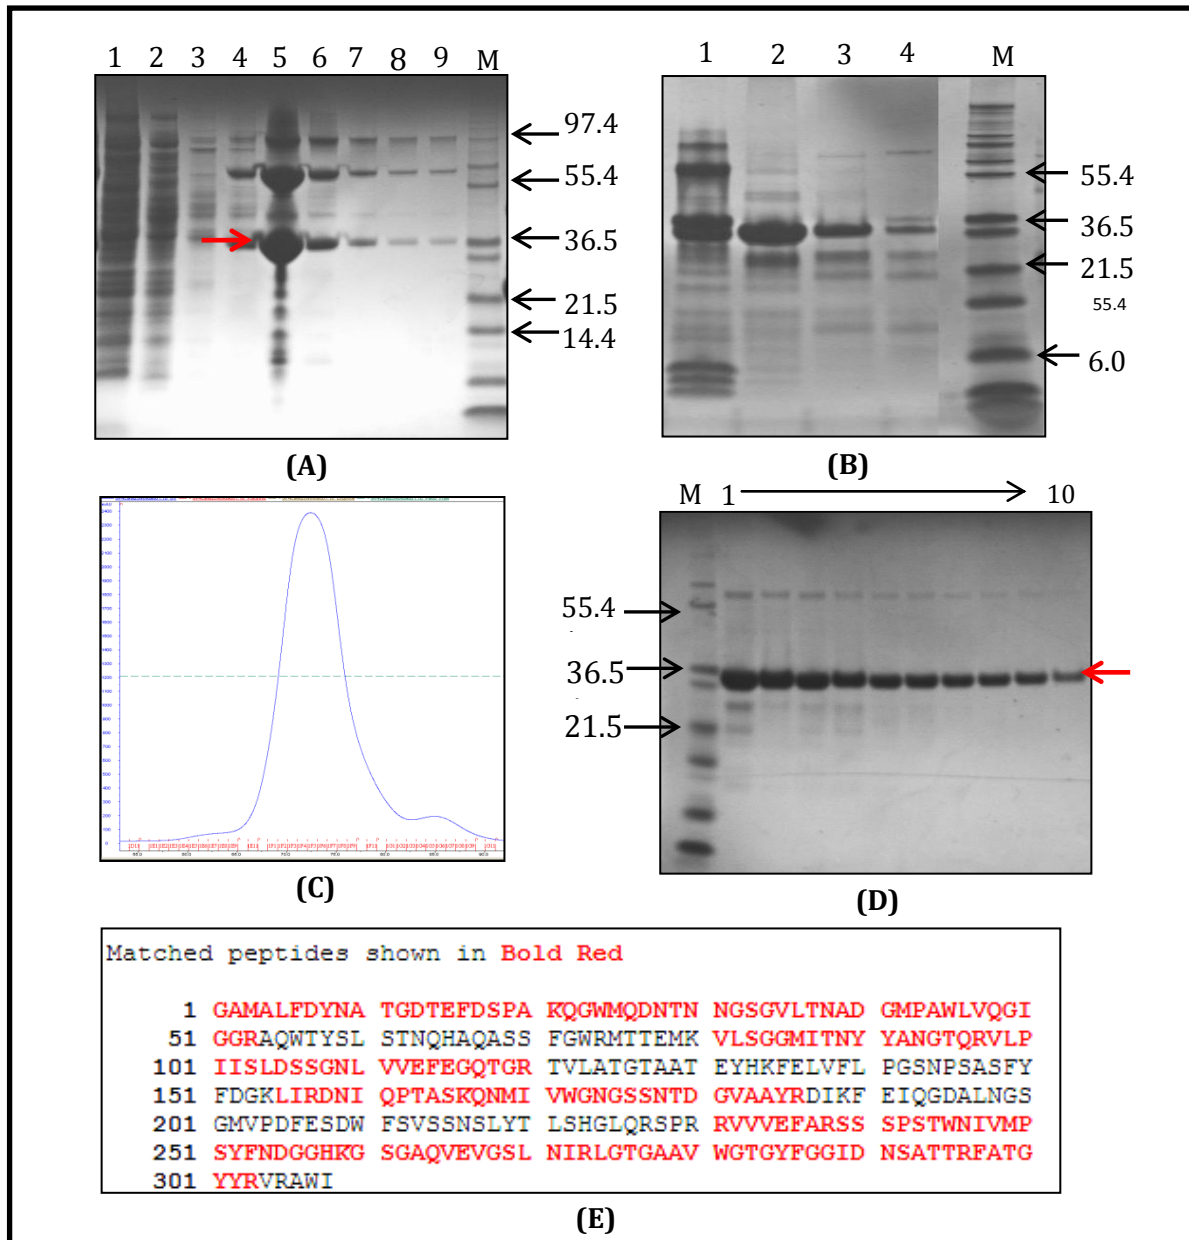 1 2 3 4 5 6 7 8 9 M
97.4
55.4
36.5
21.5
14.4
(A)
1 2 3 4 M
55.4
36.5
21.5
55.4
6.0
(B)
(C)
M 1 10
55.4
36.5
21.5
(D)
Matched peptides shown in Bold Red
1 GAMALFDYNA TGDTEFDSPA KQGWMQDNTN NGSGVLTNAD GMPAWLVQGI
51 GGRAQWTYSL STNQHAQASS FGWRMTTEMK VLSGGMITNY YANGTQRVLP
101 IISLDSSGNL VVEFEGQTGR TVLATGTAAT EYHKFELVFL PGSNPSASFY
151 FDGKLIRDNI QPTASKQNMI VWGNGSSNTD GVAAYRDIKF EIQGDALNGS
201 GMVPDFESDW FSVSSNSLYT LSHGLQRSPR RVVVEFARSS SPSTWNIVMP
251 SYFNDGGHKG SGAQVEVGSL NIRLGTGAAV WGTGYFGGID NSATTRFATG
301 YYRVRAWI
(E)